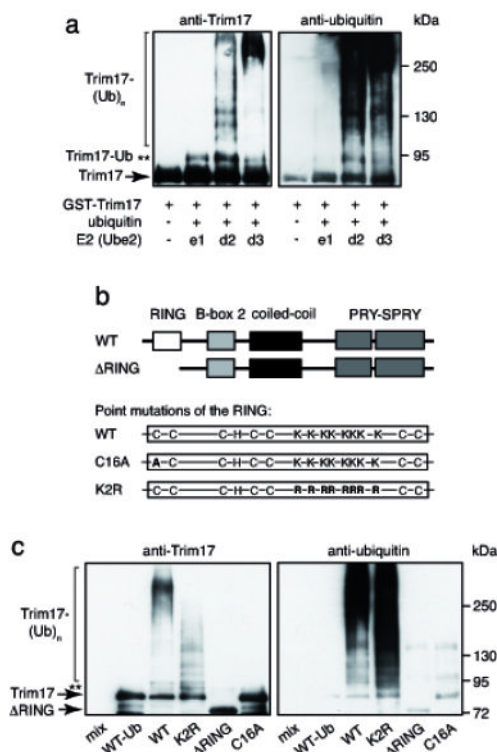 a
anti-Trim17 anti-ubiquitin kDa
Trim17-(Ub)n
250
130
Trim17-Ub ** 95
Trim17
GST-Trim17 + + + + + + + +
ubiquitin - + + + - + + +
E2 (Ube2) - e1 d2 d3 - e1 d2 d3
b
RING B-box 2 coiled-coil PRY-SPRY
WT
ΔRING
Point mutations of the RING:
WT C-C C-H-C-C K-K-KK-KKK-K C-C
C16A A-C C-H-C-C K-K-KK-KKK-K C-C
K2R C-C C-H-C-C R-R-RR-RRR-R C-C
c
anti-Trim17 anti-ubiquitin kDa
Trim17-(Ub)n
250
130
** 95
Trim17
ΔRING 72
mix WT-Ub WT K2R ΔRING C16A mix WT-Ub WT K2R ΔRING C16A